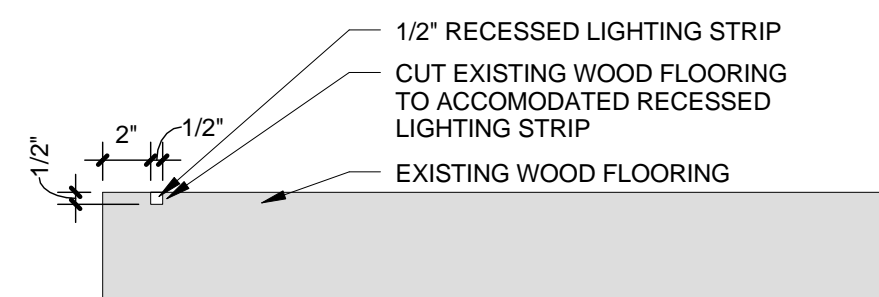 1/2" RECESSED LIGHTING STRIP
CUT EXISTING WOOD FLOORING
TO ACCOMODATED RECESSED
LIGHTING STRIP
2"
1/2"
1/2"
EXISTING WOOD FLOORING